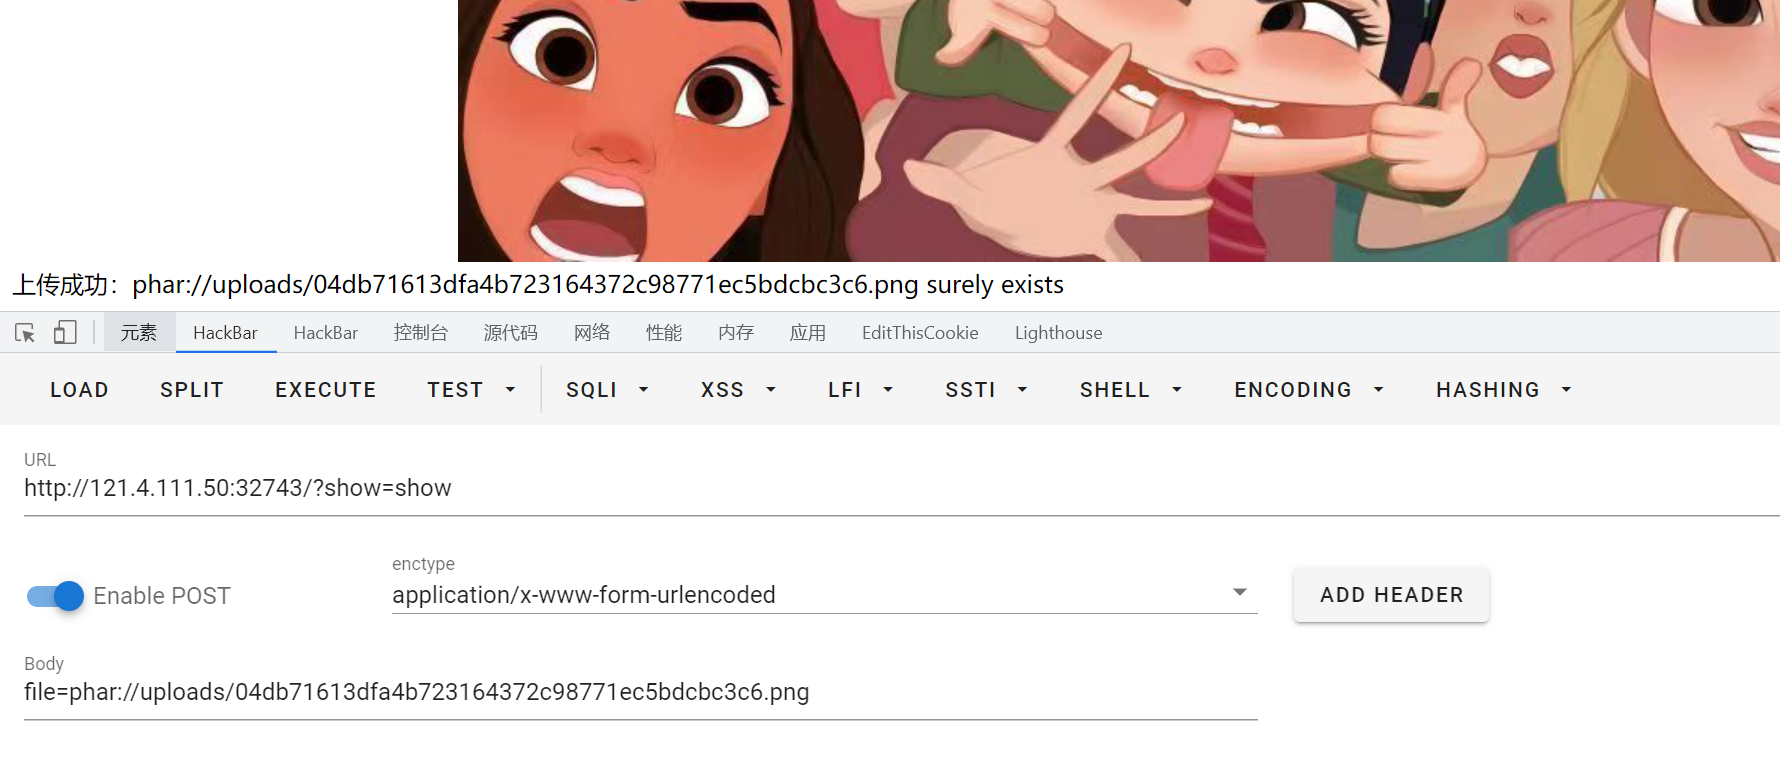 上传成功：phar://uploads/04db71613dfa4b723164372c98771ec5bdcbc3c6.png surely exists
元素 HackBar HackBar 控制台 源代码 网络 性能 内存 应用 EditThisCookie Lighthouse
LOAD SPLIT EXECUTE TEST SQLI XSS LFI SSTI SHELL ENCODING HASHING
URL
http://121.4.111.50:32743/?show=show
enctype
Enable POST application/x-www-form-urlencoded ADD HEADER
Body
file=phar://uploads/04db71613dfa4b723164372c98771ec5bdcbc3c6.png